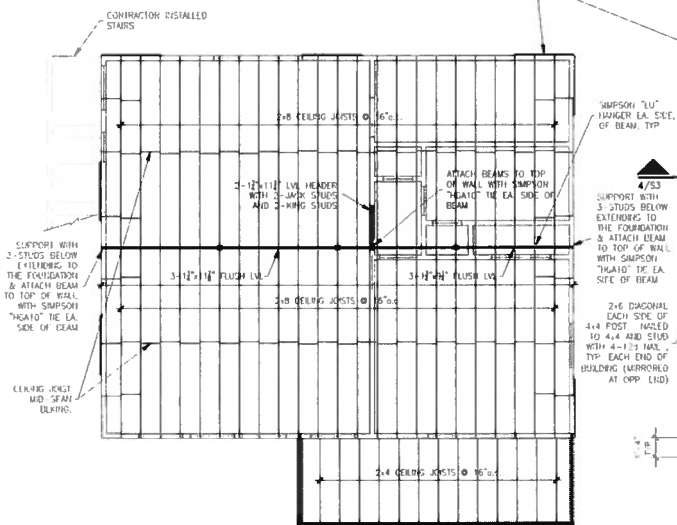 CONTRACTOR INSTALLED
STAIRS
2x8 CEILING JOISTS @ 16"o.c.
SIMPSON "LU"
HANGER EA. SIDE,
OF BEAM, TYP
2-1¾"x11⅞" LVL HEADER
WITH 2-JACK STUDS
AND 2-KING STUDS
ATTACH BEAMS TO TOP
OF WALL WITH SIMPSON
"HGA10" TIE EA. SIDE OF
BEAM
4/S3
SUPPORT WITH
3-STUDS BELOW
EXTENDING TO
THE FOUNDATION
& ATTACH BEAM
TO TOP OF WALL
WITH SIMPSON
"HGA10" TIE EA.
SIDE OF BEAM
SUPPORT WITH
3-STUDS BELOW
EXTENDING TO
THE FOUNDATION
& ATTACH BEAM
TO TOP OF WALL,
WITH SIMPSON
"HGA10" TIE EA.
SIDE OF BEAM
3-1¾"x11⅞" FLUSH LVL
FLUSH LVL
2x8 CEILING JOISTS @ 16"o.c
2x6 DIAGONAL
EACH SIDE OF
4x4 POST NAILED
TO 4x4 AND STUD
WITH 4-12d NAIL,
TYP. EACH END OF
BUILDING (MIRRORED
AT OPP. END)
CEILING JOIST
MID-SPAN
BLKING.
2x4 CEILING JOISTS @ 16"o.c.
TYP